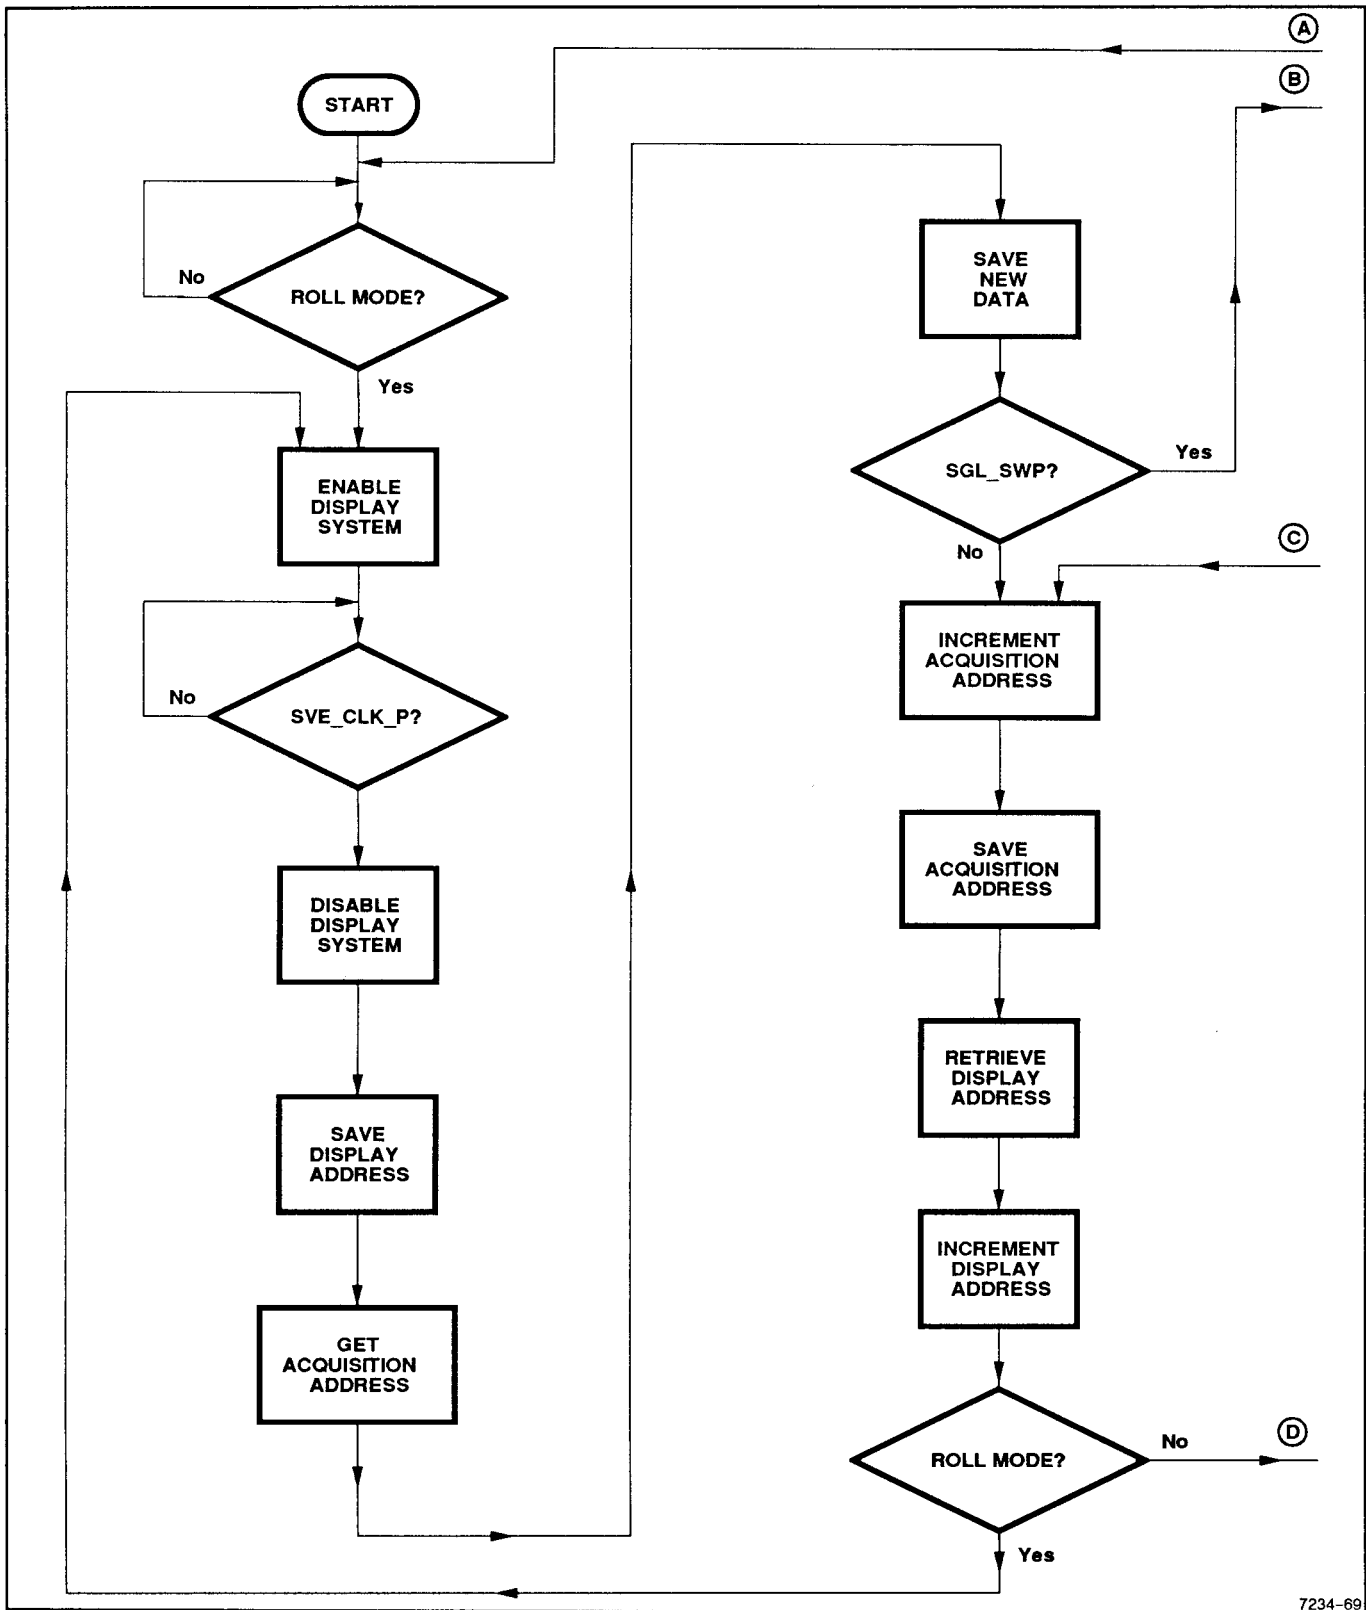 START
ROLL MODE?
No
Yes
ENABLE
DISPLAY
SYSTEM
SVE_CLK_P?
No
DISABLE
DISPLAY
SYSTEM
SAVE
DISPLAY
ADDRESS
GET
ACQUISITION
ADDRESS
A
B
SAVE
NEW
DATA
SGL_SWP?
Yes
No
C
INCREMENT
ACQUISITION
ADDRESS
SAVE
ACQUISITION
ADDRESS
RETRIEVE
DISPLAY
ADDRESS
INCREMENT
DISPLAY
ADDRESS
ROLL MODE?
No
D
Yes
7234-69